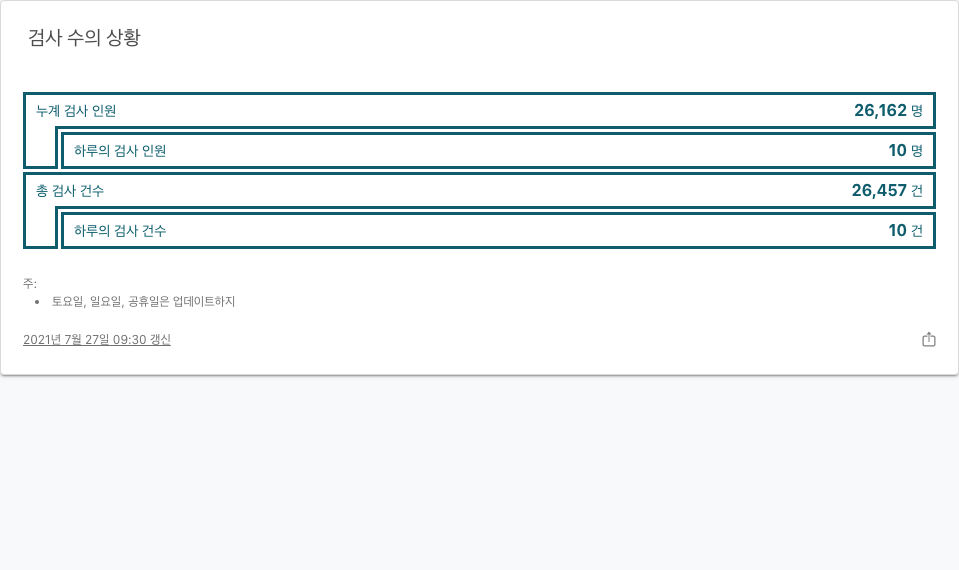 검사 수의 상황
누계 검사 인원 26,162 명
하루의 검사 인원 10 명
총 검사 건수 26,457 건
하루의 검사 건수 10 건
주:
• 토요일, 일요일, 공휴일은 업데이트하지
2021년 7월 27일 09:30 갱신